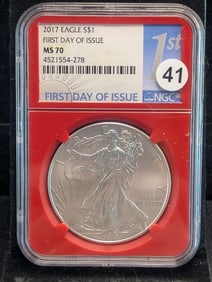 2017 EAGLE S$1
FIRST DAY OF ISSUE
MS 70
4521554-278
1st
41
FIRST DAY OF ISSUE
NGC